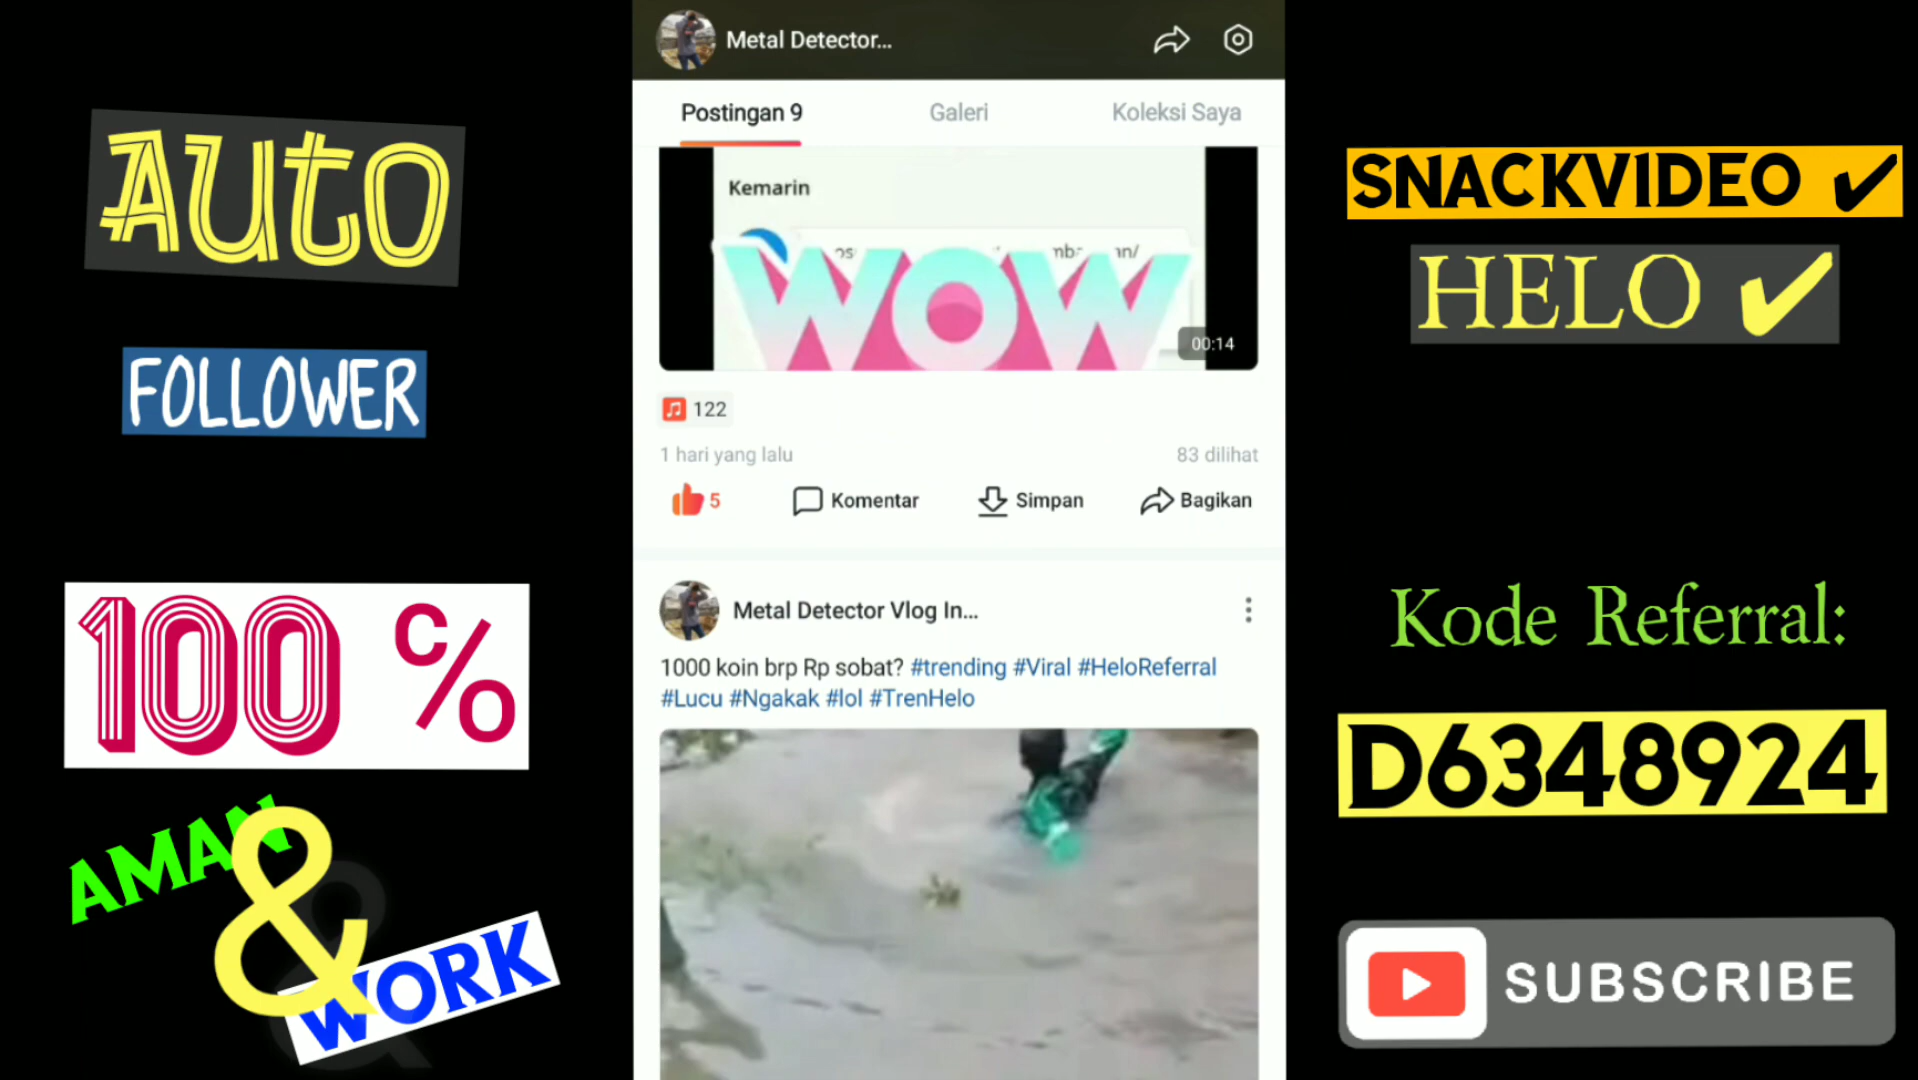 AUTO
FOLLOWER
100 %
AMAN
&
WORK
Metal Detector...
Postingan 9
Galeri
Koleksi Saya
Kemarin
WOW
00:14
122
1 hari yang lalu
83 dilihat
5
Komentar
Simpan
Bagikan
Metal Detector Vlog In...
1000 koin brp Rp sobat? #trending #Viral #HeloReferral
#Lucu #Ngakak #lol #TrenHelo
SNACKVIDEO ✔
HELO ✔
Kode Referral:
D6348924
SUBSCRIBE